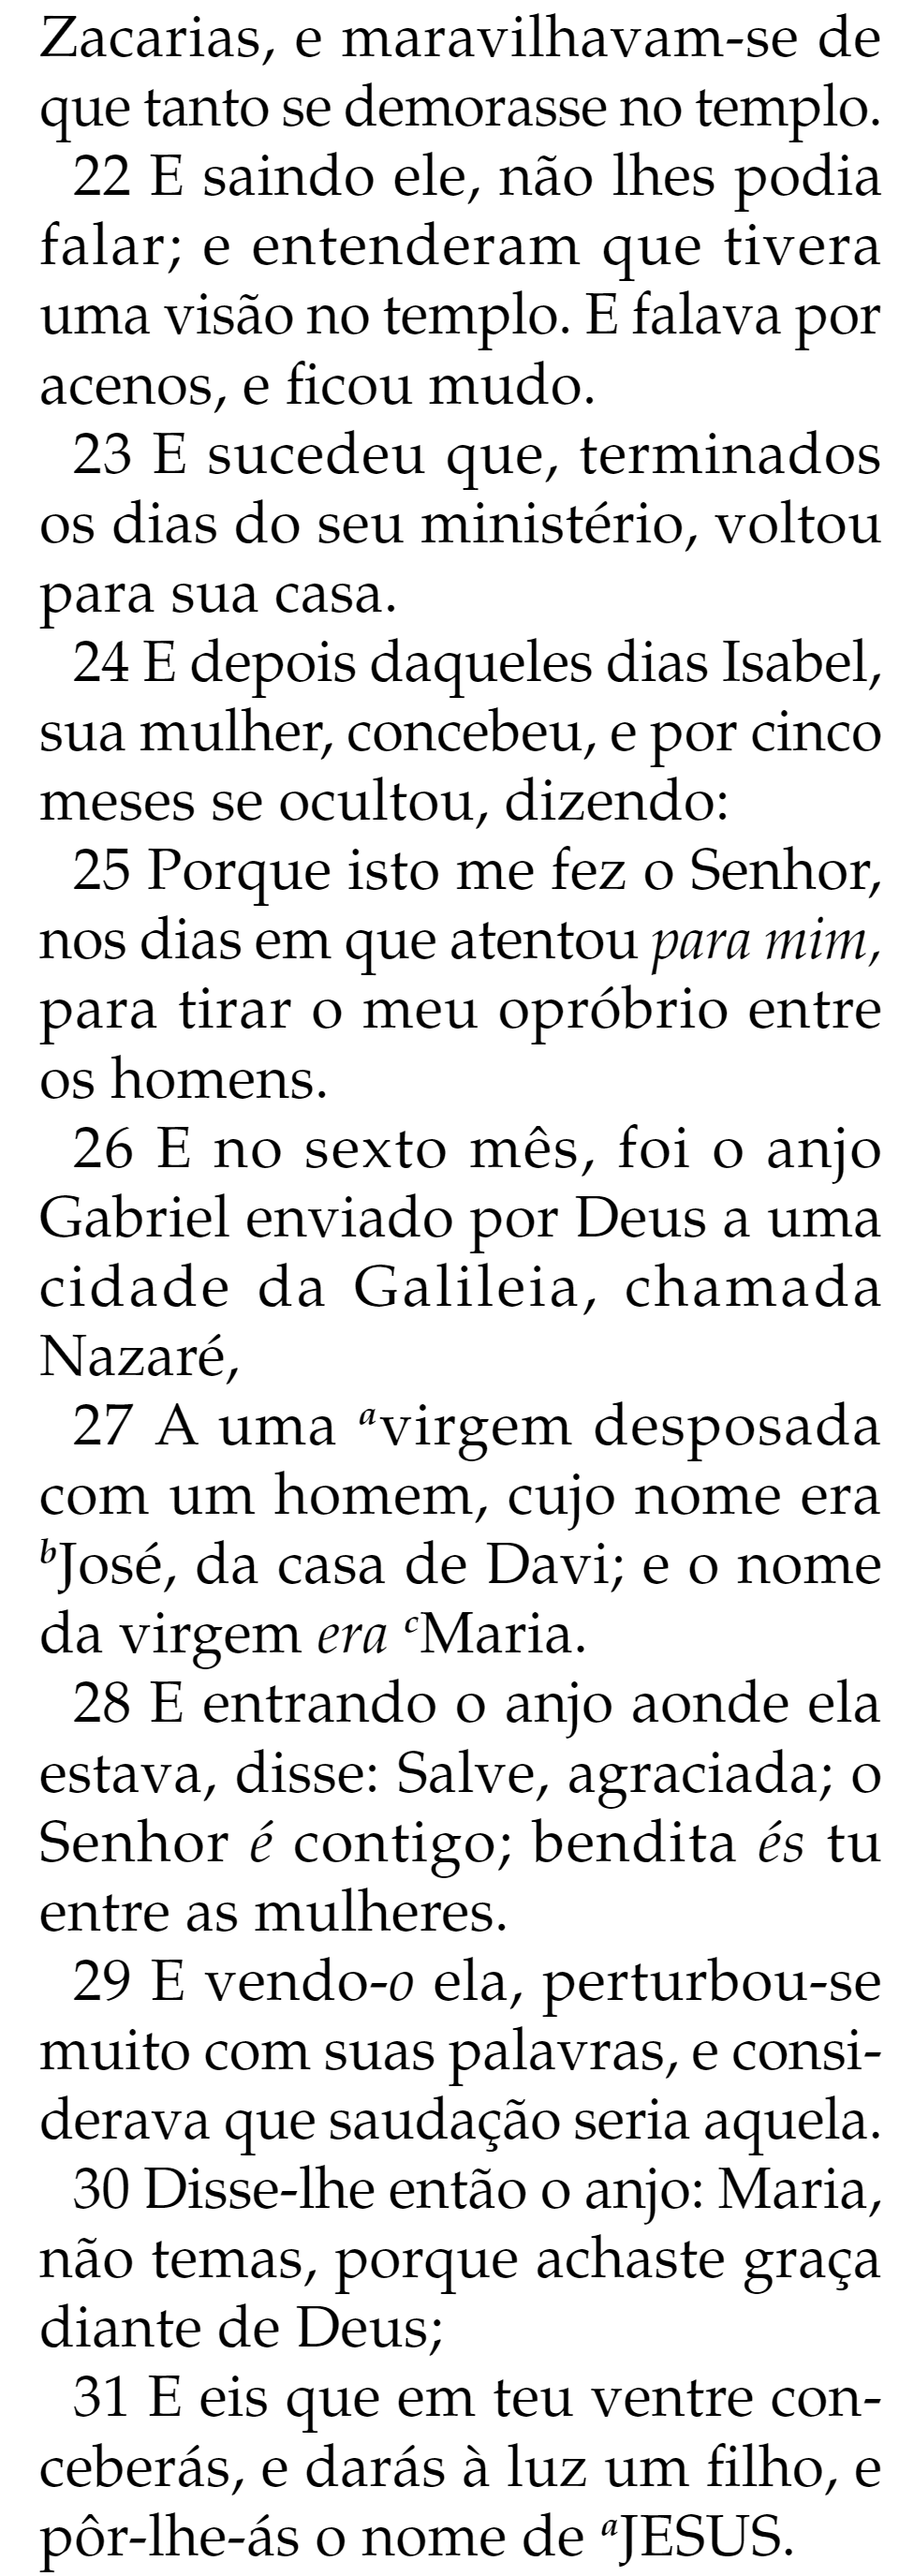 Zacarias, e maravilhavam-se de
que tanto se demorasse no templo.
22 E saindo ele, não lhes podia
falar; e entenderam que tivera
uma visão no templo. E falava por
acenos, e ficou mudo.
23 E sucedeu que, terminados
os dias do seu ministério, voltou
para sua casa.
24 E depois daqueles dias Isabel,
sua mulher, concebeu, e por cinco
meses se ocultou, dizendo:
25 Porque isto me fez o Senhor,
nos dias em que atentou para mim,
para tirar o meu opróbrio entre
os homens.
26 E no sexto mês, foi o anjo
Gabriel enviado por Deus a uma
cidade da Galileia, chamada
Nazaré,
27 A uma ᵃvirgem desposada
com um homem, cujo nome era
ᵇJosé, da casa de Davi; e o nome
da virgem era ᶜMaria.
28 E entrando o anjo aonde ela
estava, disse: Salve, agraciada; o
Senhor é contigo; bendita és tu
entre as mulheres.
29 E vendo-o ela, perturbou-se
muito com suas palavras, e consi-
derava que saudação seria aquela.
30 Disse-lhe então o anjo: Maria,
não temas, porque achaste graça
diante de Deus;
31 E eis que em teu ventre con-
ceberás, e darás à luz um filho, e
pôr-lhe-ás o nome de ᵃJESUS.